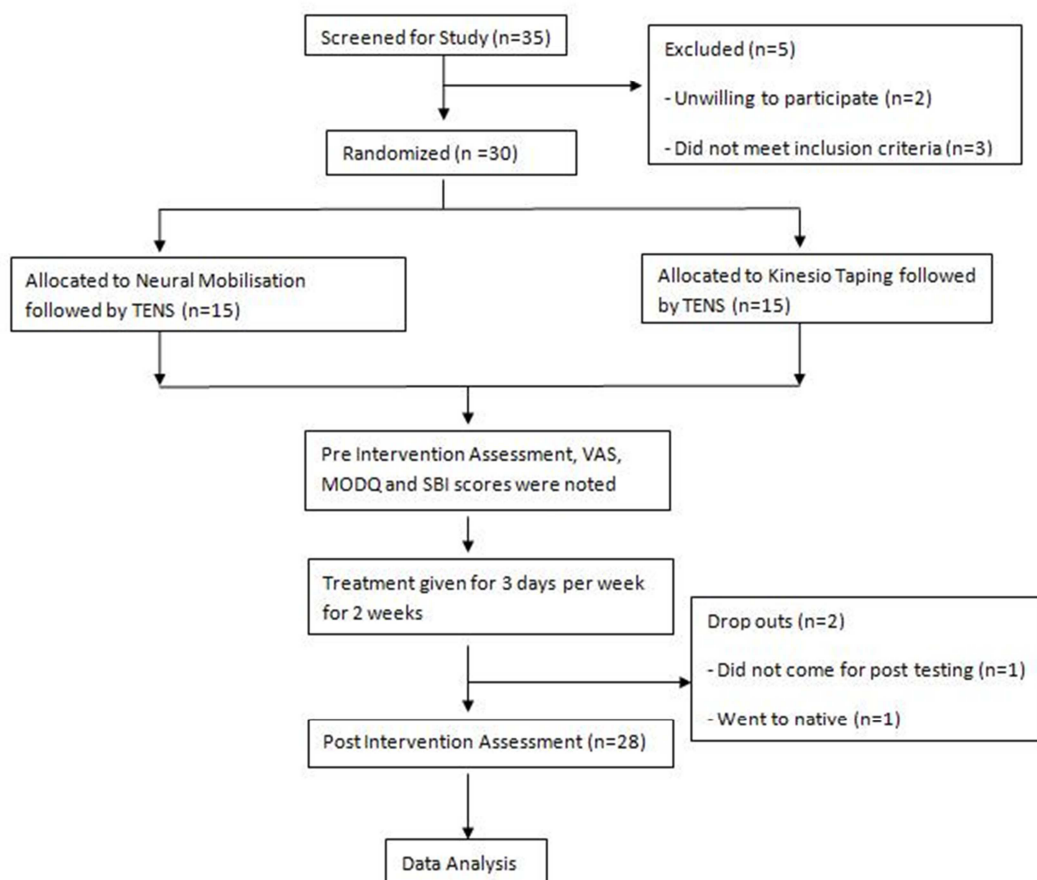 Screened for Study (n=35)
Excluded (n=5)
- Unwilling to participate (n=2)
- Did not meet inclusion criteria (n=3)
Randomized (n =30)
Allocated to Neural Mobilisation
followed by TENS (n=15)
Allocated to Kinesio Taping followed
by TENS (n=15)
Pre Intervention Assessment, VAS,
MODQ and SBI scores were noted
Treatment given for 3 days per week
for 2 weeks
Drop outs (n=2)
- Did not come for post testing (n=1)
- Went to native (n=1)
Post Intervention Assessment (n=28)
Data Analysis